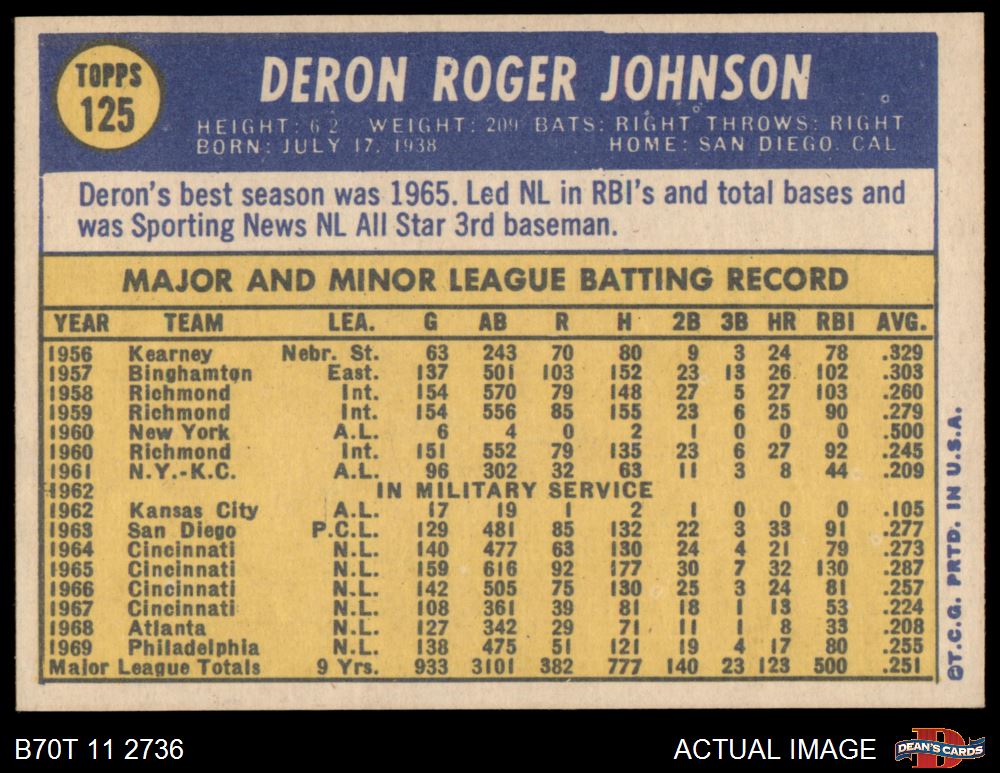 TOPPS
125
DERON ROGER JOHNSON
HEIGHT: 6 2 WEIGHT: 209 BATS: RIGHT THROWS: RIGHT
BORN: JULY 17, 1938 HOME: SAN DIEGO, CAL
Deron's best season was 1965. Led NL in RBI's and total bases and
was Sporting News NL All Star 3rd baseman.
MAJOR AND MINOR LEAGUE BATTING RECORD
YEAR TEAM LEA. G AB R H 2B 3B HR RBI AVG.
1956 Kearney Nebr. St. 63 243 70 80 9 3 24 78 .329
1957 Binghamton East. 137 501 103 152 23 13 26 102 .303
1958 Richmond Int. 154 570 79 148 27 5 27 103 .260
1959 Richmond Int. 154 556 85 155 23 6 25 90 .279
1960 New York A.L. 6 4 0 2 1 0 0 0 .500
1960 Richmond Int. 151 552 79 135 23 6 27 92 .245
1961 N.Y.-K.C. A.L. 96 302 32 63 11 3 8 44 .209
1962 IN MILITARY SERVICE
1962 Kansas City A.L. 17 19 1 2 1 0 0 0 .105
1963 San Diego P.C.L. 129 481 85 132 22 3 33 91 .277
1964 Cincinnati N.L. 140 477 63 130 24 4 21 79 .273
1965 Cincinnati N.L. 159 616 92 177 30 7 32 130 .287
1966 Cincinnati N.L. 142 505 75 130 25 3 24 81 .257
1967 Cincinnati N.L. 108 361 39 81 18 1 13 53 .224
1968 Atlanta N.L. 127 342 29 71 11 1 8 33 .208
1969 Philadelphia N.L. 138 475 51 121 19 4 17 80 .255
Major League Totals 9 Yrs. 933 3101 382 777 140 23 123 500 .251
©T.C.G. PRTD. IN U.S.A.
B70T 11 2736 ACTUAL IMAGE
D
DEAN'S CARDS